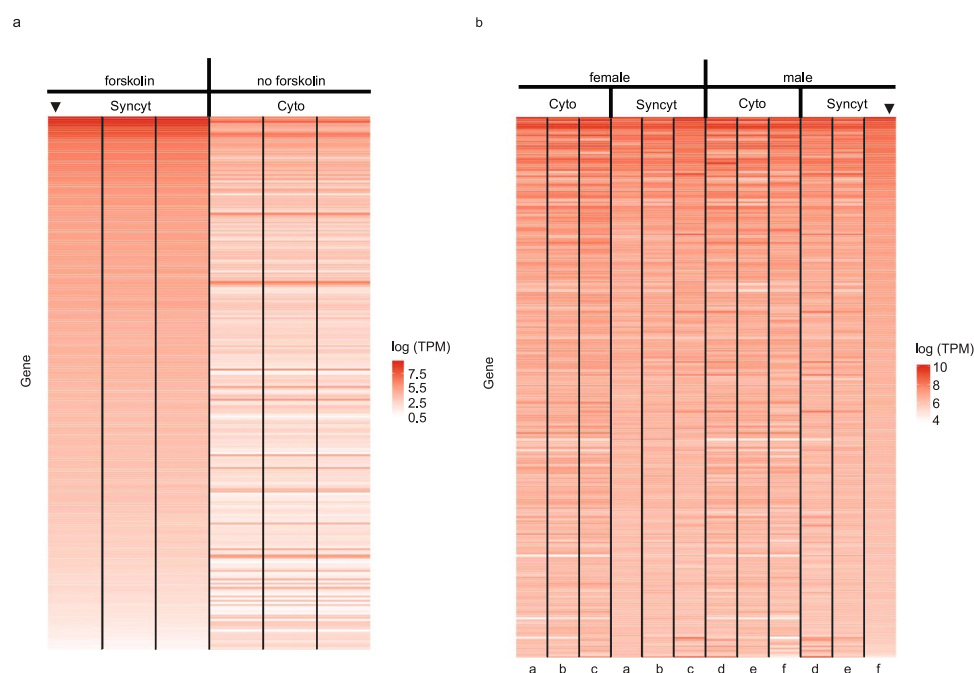 a
forskolin
no forskolin
Syncyt
Cyto
Gene
log (TPM)
7.5
5.5
2.5
0.5
b
female
male
Cyto
Syncyt
Cyto
Syncyt
Gene
log (TPM)
10
8
6
4
a b c a b c d e f d e f